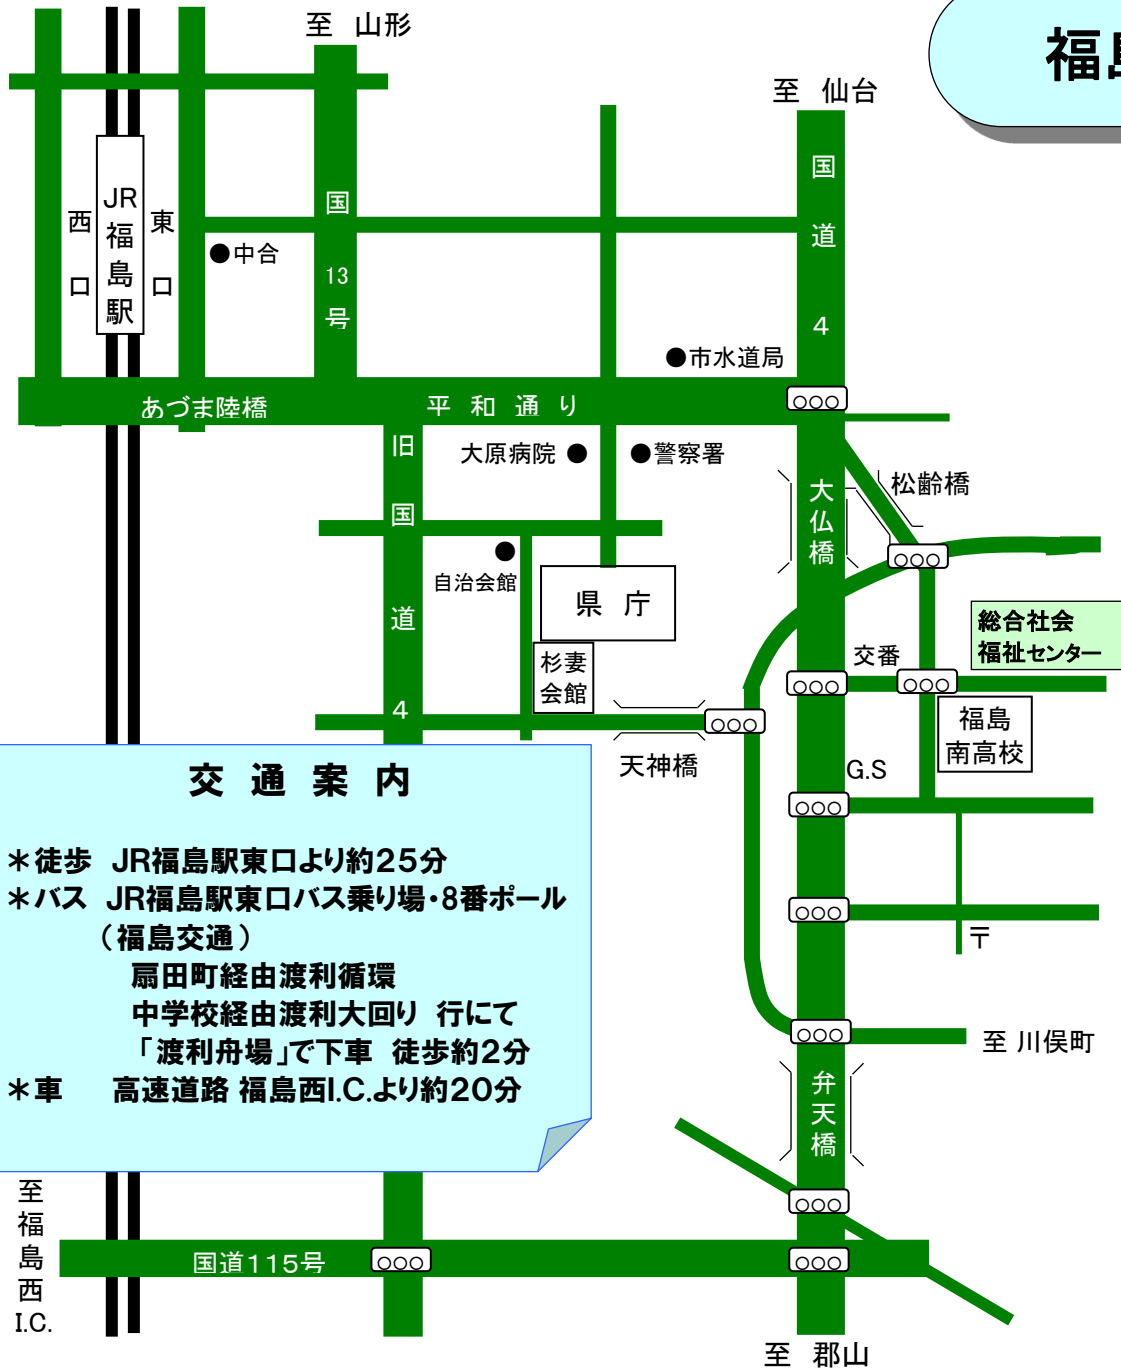 至 山形
福島
至 仙台
国道4
西口
JR福島駅
東口
国13号
●中合
●市水道局
あづま陸橋
平和通り
旧国道4
大原病院 ●
●警察署
大仏橋
松齢橋
自治会館
県庁
総合社会
福祉センター
交番
杉妻
会館
福島
南高校
天神橋
G.S
交通案内
＊徒歩 JR福島駅東口より約25分
＊バス JR福島駅東口バス乗り場・8番ポール
（福島交通）
扇田町経由渡利循環
中学校経由渡利大回り 行にて
「渡利舟場」で下車 徒歩約2分
＊車 高速道路 福島西I.C.より約20分
〒
至 川俣町
弁天橋
至福島西I.C.
国道115号
至 郡山